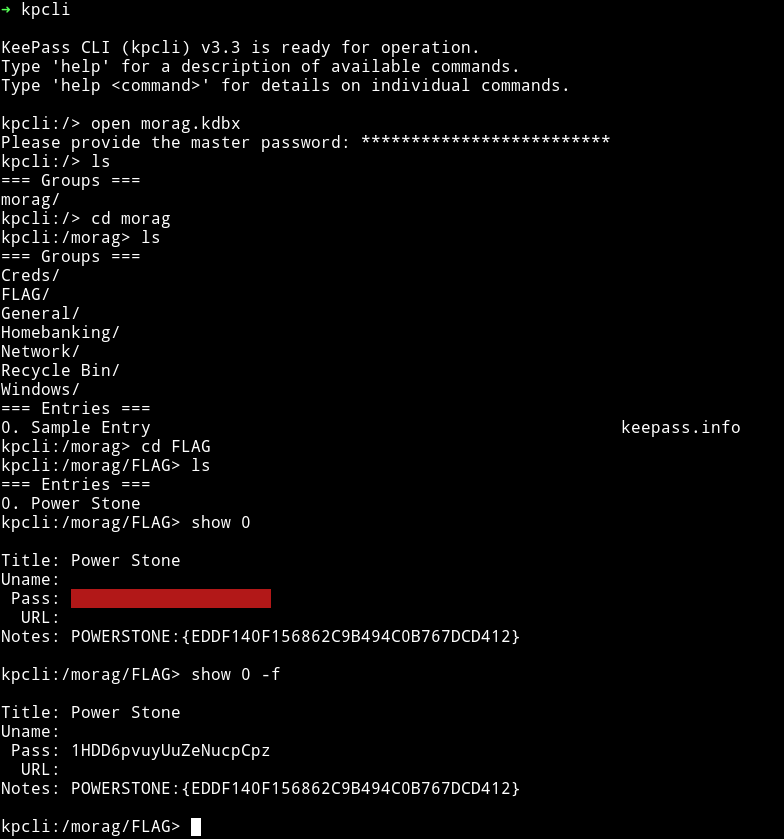 ➜ kpcli
KeePass CLI (kpcli) v3.3 is ready for operation.
Type 'help' for a description of available commands.
Type 'help <command>' for details on individual commands.
kpcli:/> open morag.kdbx
Please provide the master password: *************************
kpcli:/> ls
=== Groups ===
morag/
kpcli:/> cd morag
kpcli:/morag> ls
=== Groups ===
Creds/
FLAG/
General/
Homebanking/
Network/
Recycle Bin/
Windows/
=== Entries ===
0. Sample Entry keepass.info
kpcli:/morag> cd FLAG
kpcli:/morag/FLAG> ls
=== Entries ===
0. Power Stone
kpcli:/morag/FLAG> show 0
Title: Power Stone
Uname:
Pass:
URL:
Notes: POWERSTONE:{EDDF140F156862C9B494C0B767DCD412}
kpcli:/morag/FLAG> show 0 -f
Title: Power Stone
Uname:
Pass: 1HDD6pvuyUuZeNucpCpz
URL:
Notes: POWERSTONE:{EDDF140F156862C9B494C0B767DCD412}
kpcli:/morag/FLAG>